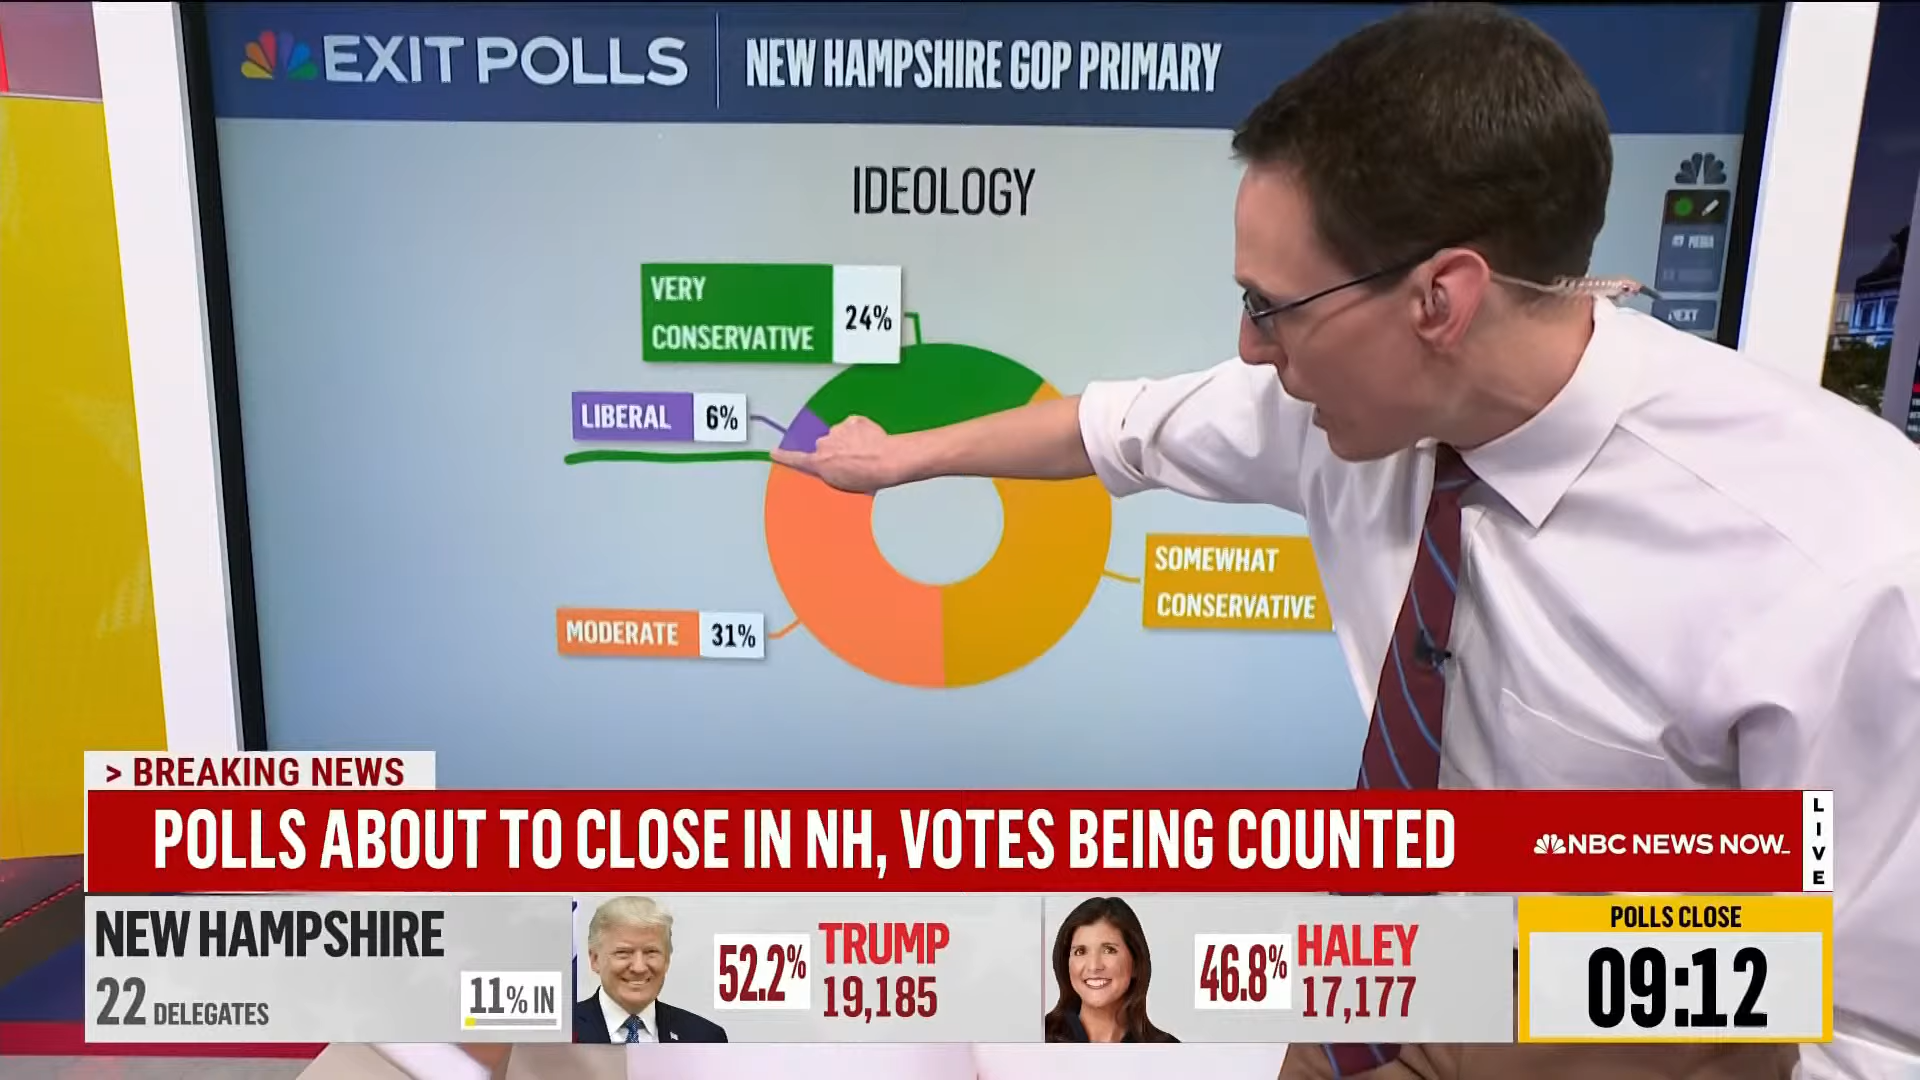 EXIT POLLS
NEW HAMPSHIRE GOP PRIMARY
IDEOLOGY
VERY
CONSERVATIVE
24%
LIBERAL 6%
MODERATE 31%
SOMEWHAT
CONSERVATIVE
NEXT
> BREAKING NEWS
POLLS ABOUT TO CLOSE IN NH, VOTES BEING COUNTED
NBC NEWS NOW_
LIVE
NEW HAMPSHIRE
22 DELEGATES
11% IN
52.2% TRUMP
19,185
46.8% HALEY
17,177
POLLS CLOSE
09:12